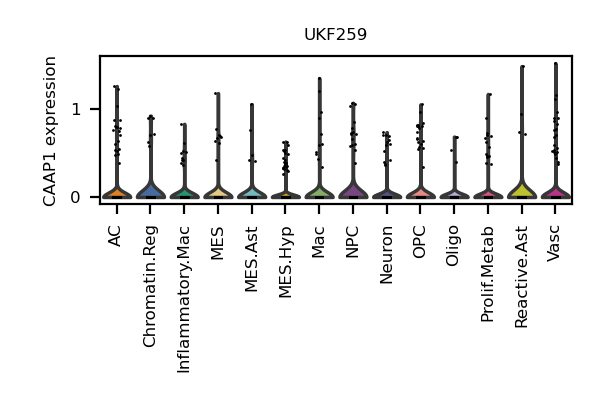 UKF259
CAAP1 expression
1
0
AC
Chromatin.Reg
Inflammatory.Mac
MES
MES.Ast
MES.Hyp
Mac
NPC
Neuron
OPC
Oligo
Prolif.Metab
Reactive.Ast
Vasc